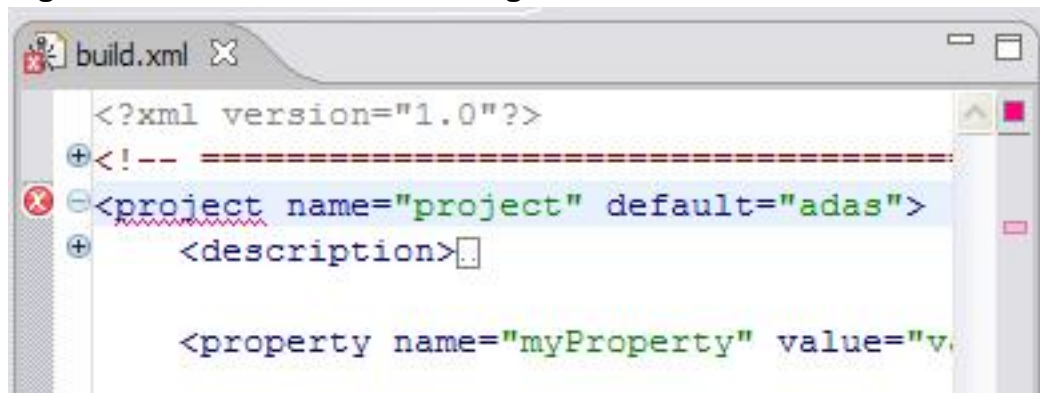 build.xml
<?xml version="1.0"?>
<!-- ===================================
<project name="project" default="adas">
<description>..
<property name="myProperty" value="v